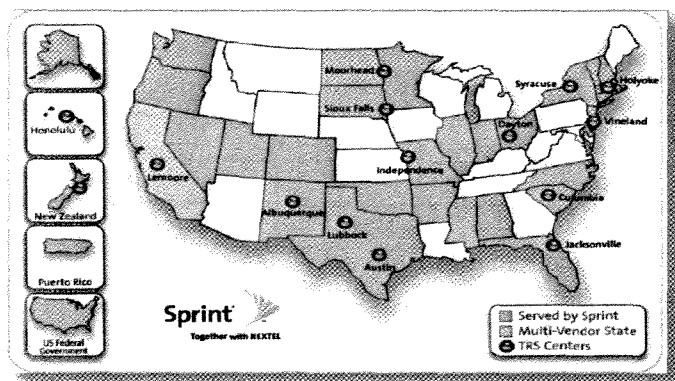 Honolulu
New Zealand
Puerto Rico
US Federal
Government
Moorhead
Sioux Falls
Syracuse
Holyoke
Vineland
Dayton
Independence
Lemoore
Albuquerque
Lubbock
Austin
Columbia
Jacksonville
Sprint
Together with NEXTEL
Served by Sprint
Multi-Vendor State
TRS Centers